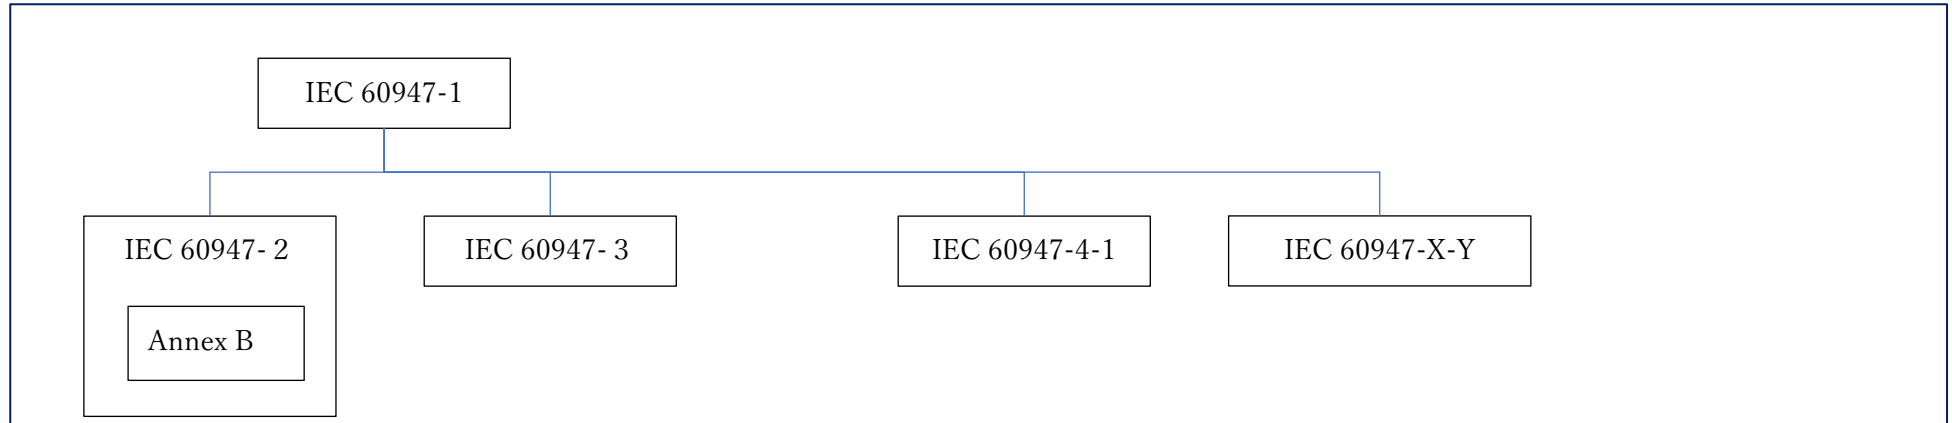 IEC 60947-1
IEC 60947- 2
IEC 60947- 3
IEC 60947-4-1
IEC 60947-X-Y
Annex B